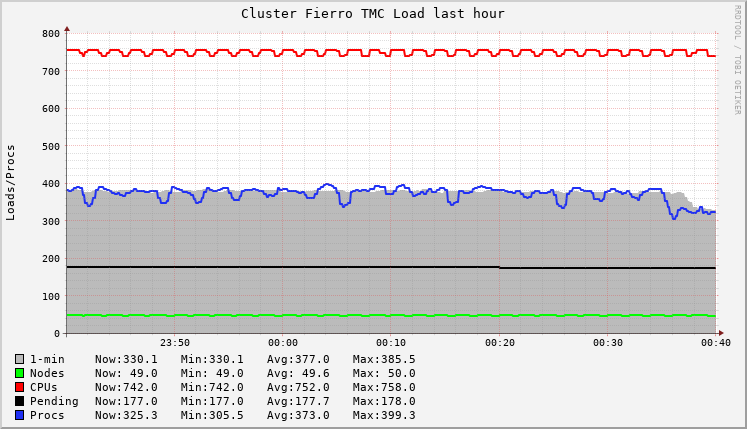 Cluster Fierro TMC Load last hour
RRDTOOL / TOBI OETIKER
Loads/Procs
800
700
600
500
400
300
200
100
0
23:50 00:00 00:10 00:20 00:30 00:40
1-min Now:330.1 Min:330.1 Avg:377.0 Max:385.5
Nodes Now: 49.0 Min: 49.0 Avg: 49.6 Max: 50.0
CPUs Now:742.0 Min:742.0 Avg:752.0 Max:758.0
Pending Now:177.0 Min:177.0 Avg:177.7 Max:178.0
Procs Now:325.3 Min:305.5 Avg:373.0 Max:399.3